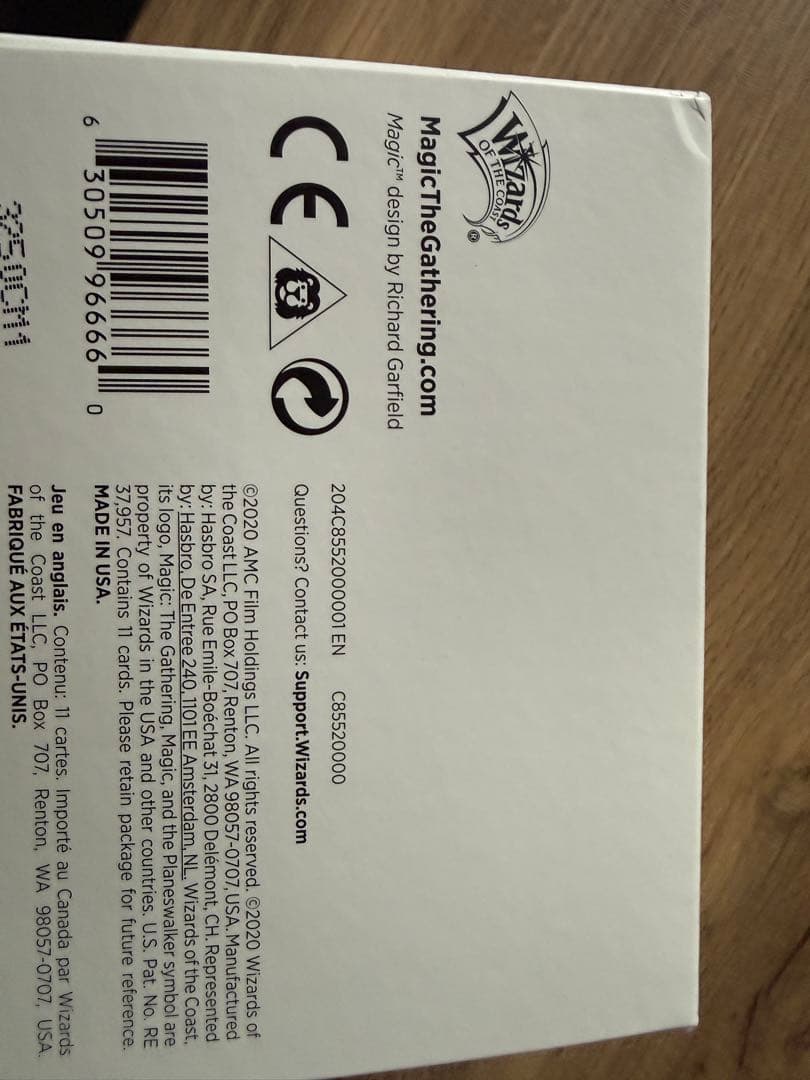 Wizards
OF THE COAST
®
MagicTheGathering.com
Magic™ design by Richard Garfield
CE
6 30509 96666 0
3250CM1
204C8552000001 EN C85520000
Questions? Contact us: Support.Wizards.com
©2020 AMC Film Holdings LLC. All rights reserved. ©2020 Wizards of
the Coast LLC, PO Box 707, Renton, WA 98057-0707, USA. Manufactured
by: Hasbro SA, Rue Emile-Boéchat 31, 2800 Delémont, CH. Represented
by: Hasbro, De Entree 240, 1101 EE Amsterdam, NL. Wizards of the Coast,
its logo, Magic: The Gathering, Magic, and the Planeswalker symbol are
property of Wizards in the USA and other countries. U.S. Pat. No. RE
37,957. Contains 11 cards. Please retain package for future reference.
MADE IN USA.
Jeu en anglais. Contenu: 11 cartes. Importé au Canada par Wizards
of the Coast LLC, PO Box 707, Renton, WA 98057-0707, USA.
FABRIQUÉ AUX ÉTATS-UNIS.